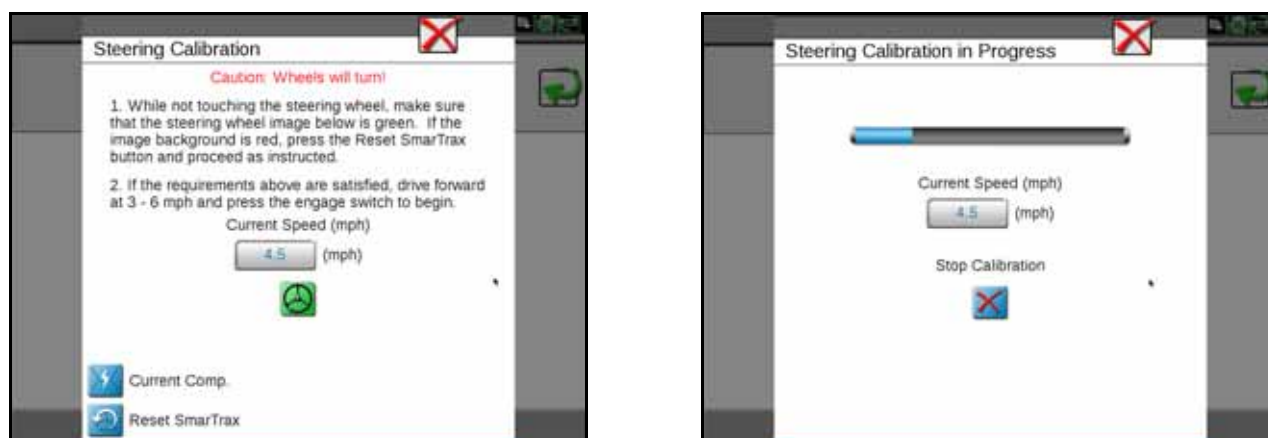 Steering Calibration
Caution: Wheels will turn!
1. While not touching the steering wheel, make sure
that the steering wheel image below is green. If the
image background is red, press the Reset SmarTrax
button and proceed as instructed.
2. If the requirements above are satisfied, drive forward
at 3 - 6 mph and press the engage switch to begin.
Current Speed (mph)
4.5 (mph)
Current Comp.
Reset SmarTrax
Steering Calibration in Progress
Current Speed (mph)
4.5 (mph)
Stop Calibration